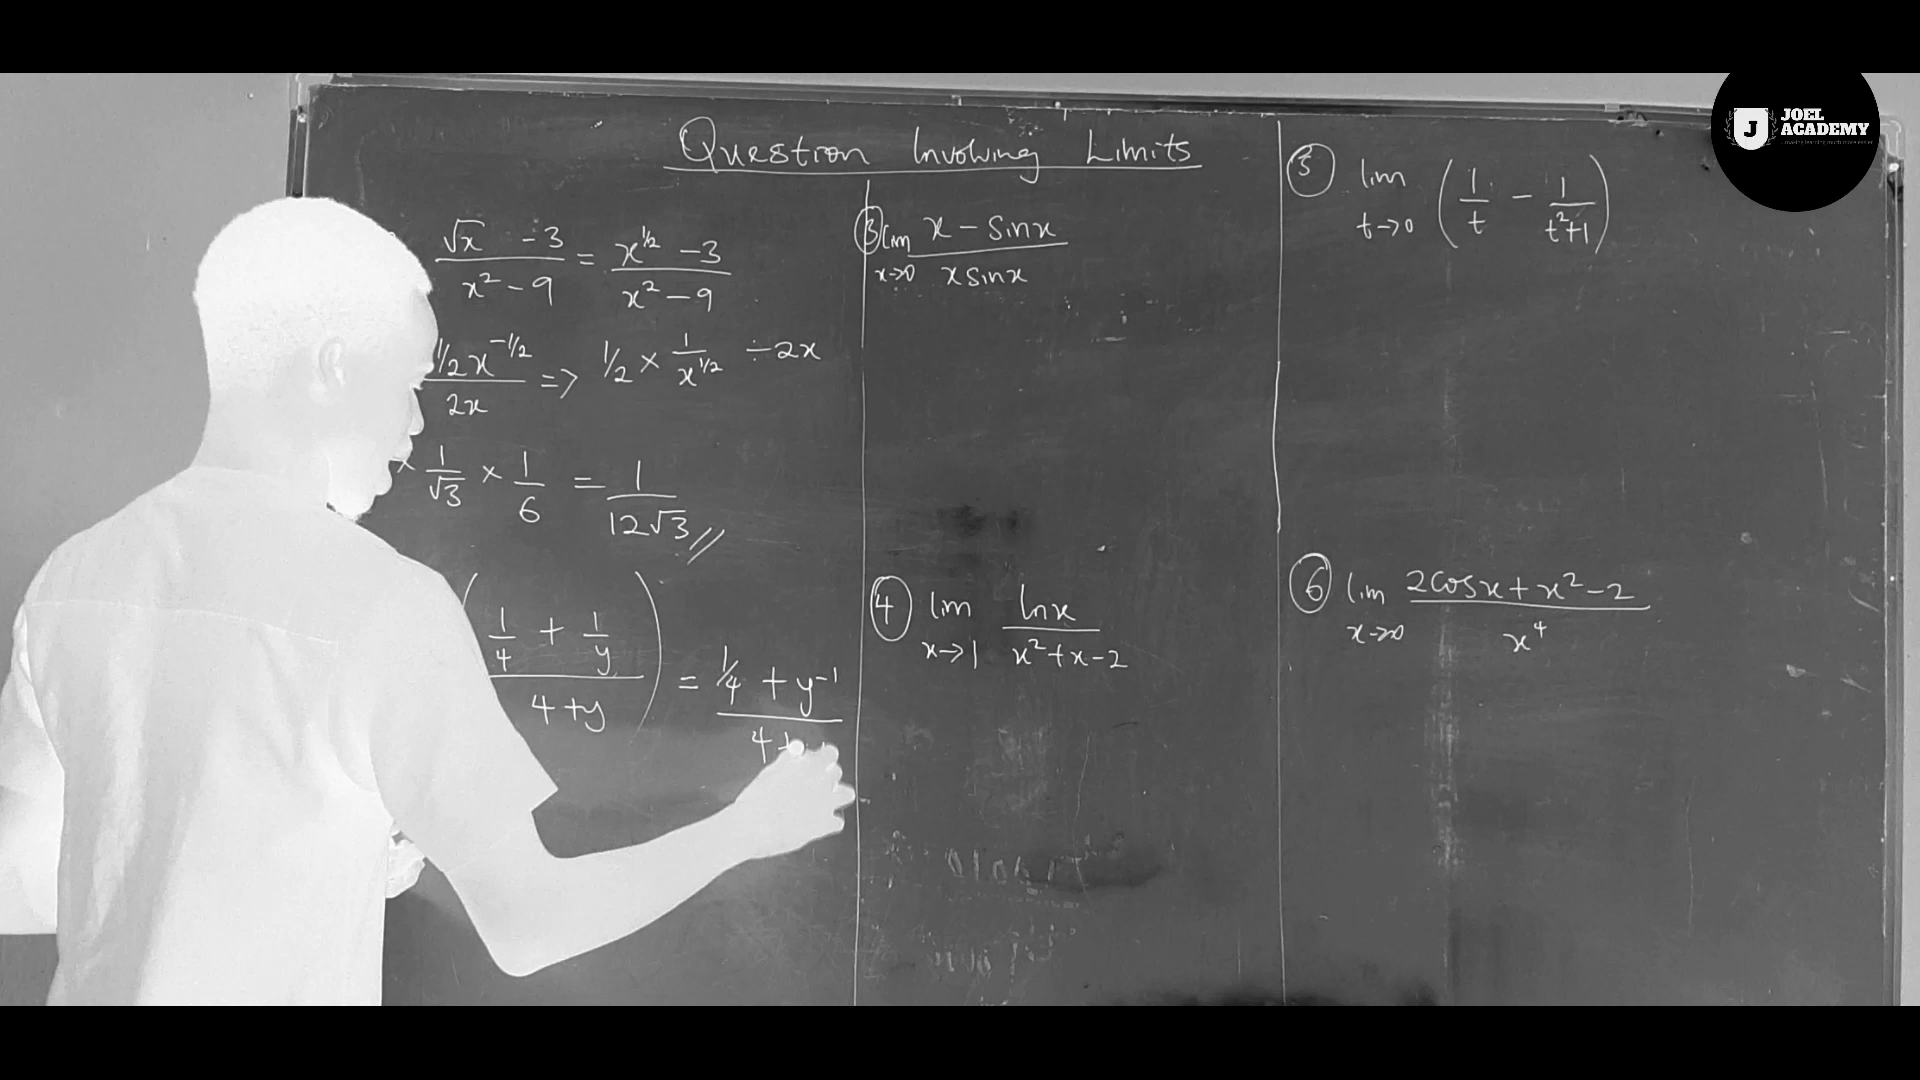 JOEL
ACADEMY
Question Involving Limits
√x - 3 / x² - 9 = x^1/2 - 3 / x² - 9
1/2 x^-1/2 / 2x => 1/2 × 1/x^1/2 ÷ 2x
× 1/√3 × 1/6 = 1/12√3 //
(1/4 + 1/y / 4+y) = 1/4 + y^-1 / 4+
③ lim x→0 x - sinx / x sinx
④ lim x→1 lnx / x²+x-2
⑤ lim t→0 (1/t - 1/t²+1)
⑥ lim 2cosx + x² - 2 / x⁴